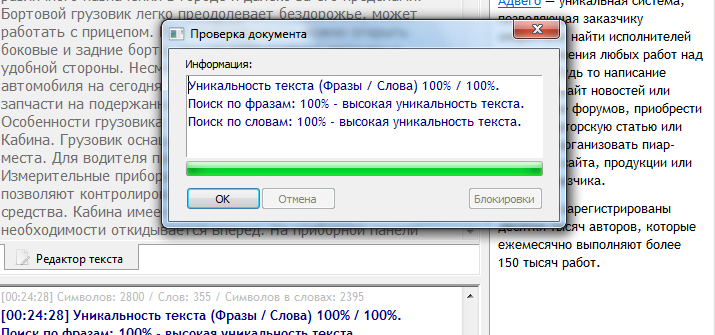 Бортовой грузовик легко преодолевает бездорожье, может
работать с прицепом.
боковые и задние
удобной стороны.
автомобиля на сегодня
запчасти на подержан
Особенности грузовика
Кабина. Грузовик осна
места. Для водителя п
Измерительные прибор
позволяют контролиро
средства. Кабина имее
необходимости откидывается вперед. На приборной панели
Редактор текста
[00:24:28] Символов: 2800 / Слов: 355 / Символов в словах: 2395
[00:24:28] Уникальность текста (Фразы / Слова) 100% / 100%.
Поиск по фразам: 100% - высокая уникальность текста.
Проверка документа
Информация:
Уникальность текста (Фразы / Слова) 100% / 100%.
Поиск по фразам: 100% - высокая уникальность текста.
Поиск по словам: 100% - высокая уникальность текста.
OK
Отмена
Блокировки
Адвего — уникальная система,
позволяющая заказчику
найти исполнителей
любых работ над
то написание
сайт новостей или
форумов, приобрести
статью или
организовать пиар-
сайта, продукции или
арегистрированы
десятки тысяч авторов, которые
ежемесячно выполняют более
150 тысяч работ.